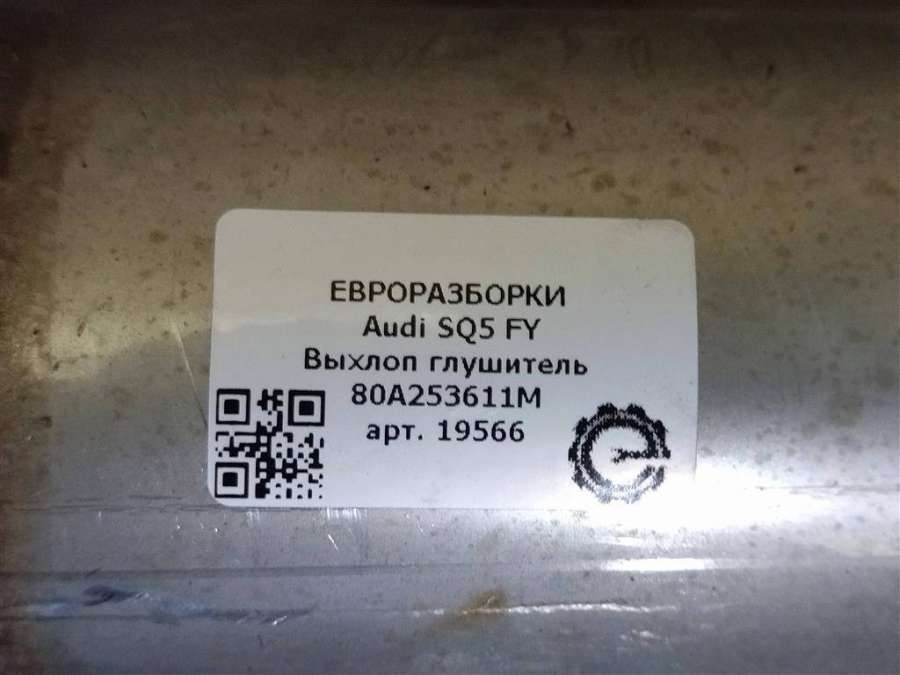 ЕВРОРАЗБОРКИ
Audi SQ5 FY
Выхлоп глушитель
80A253611M
арт. 19566